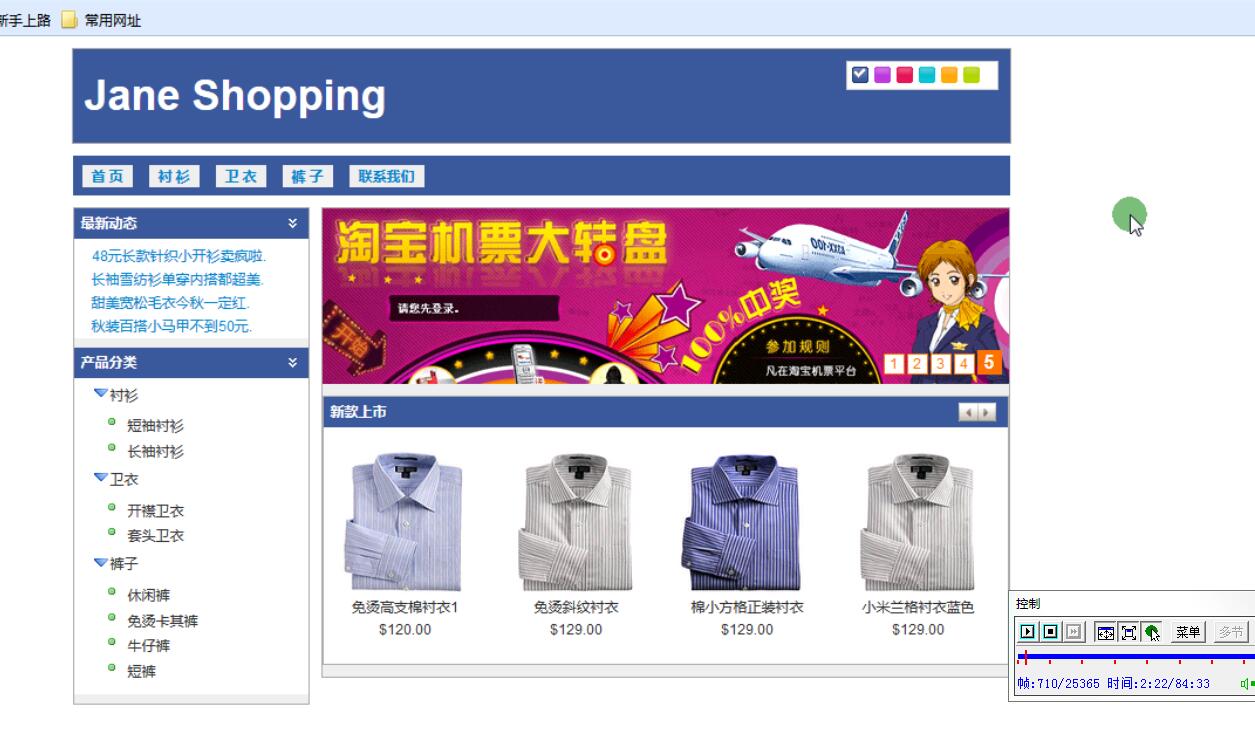 新手上路 常用网址
Jane Shopping
首页 衬衫 卫衣 裤子 联系我们
最新动态
48元长款针织小开衫卖疯啦.
长袖雪纺衫单穿内搭都超美.
甜美宽松毛衣今秋一定红.
秋装百搭小马甲不到50元.
产品分类
衬衫
短袖衬衫
长袖衬衫
卫衣
开襟卫衣
套头卫衣
裤子
休闲裤
免烫卡其裤
牛仔裤
短裤
淘宝机票大转盘
请您先登录。
开始
100%中奖
参加规则
凡在淘宝机票平台
1 2 3 4 5
新款上市
免烫高支棉衬衣1 免烫斜纹衬衣 棉小方格正装衬衣 小米兰格衬衣蓝色
$120.00 $129.00 $129.00 $129.00
控制
菜单 多节
帧:710/25365 时间:2:22/84:33